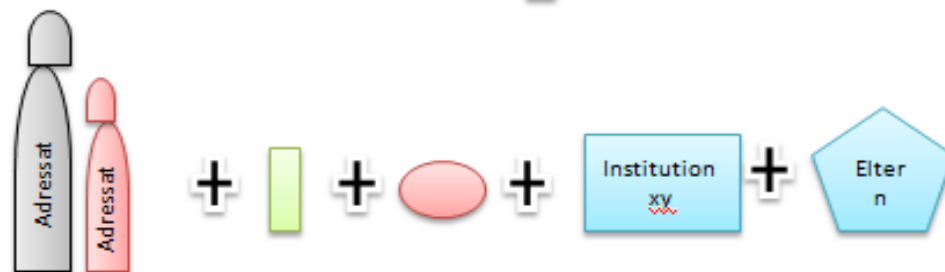 Adressat
Adressat
Institution
xy
Elter
n